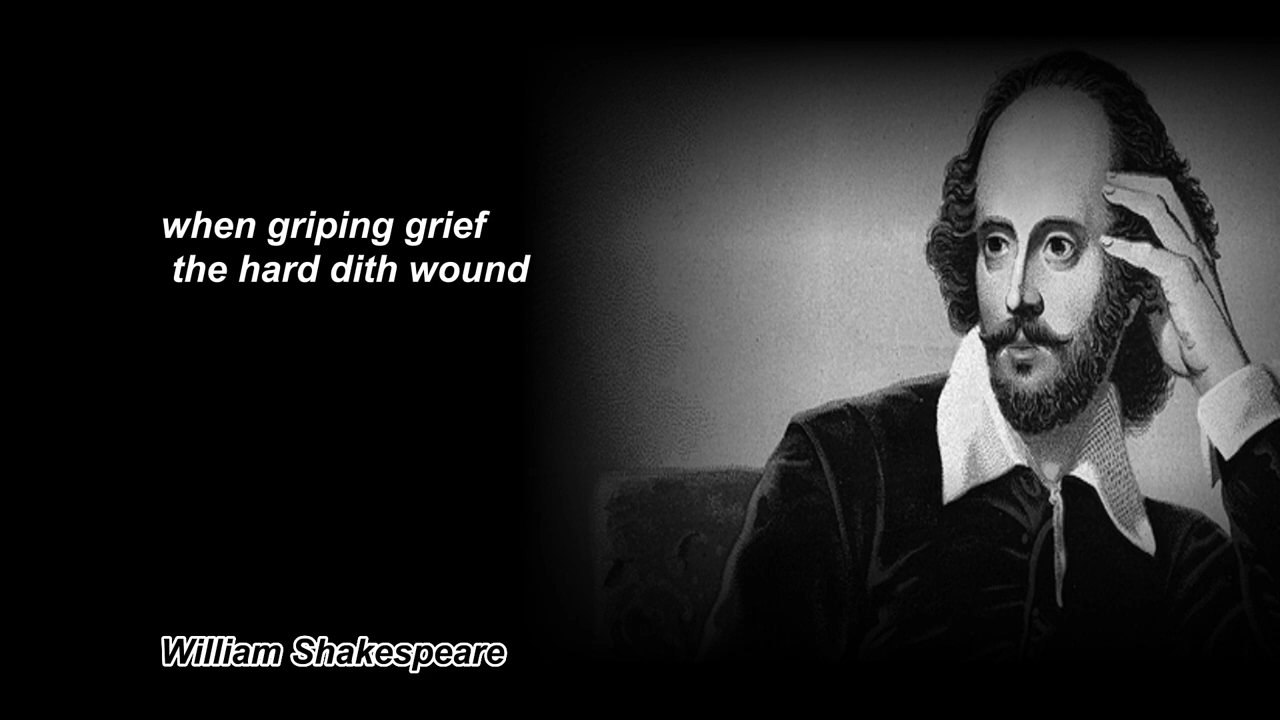 when griping grief
the hard dith wound
William Shakespeare